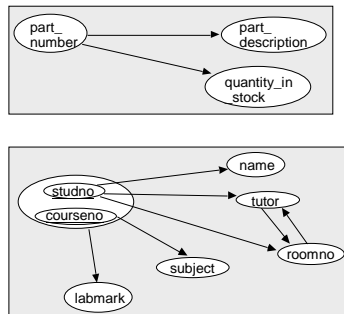 part_
number
part_
description
quantity_in
stock
studno
courseno
name
tutor
roomno
subject
labmark